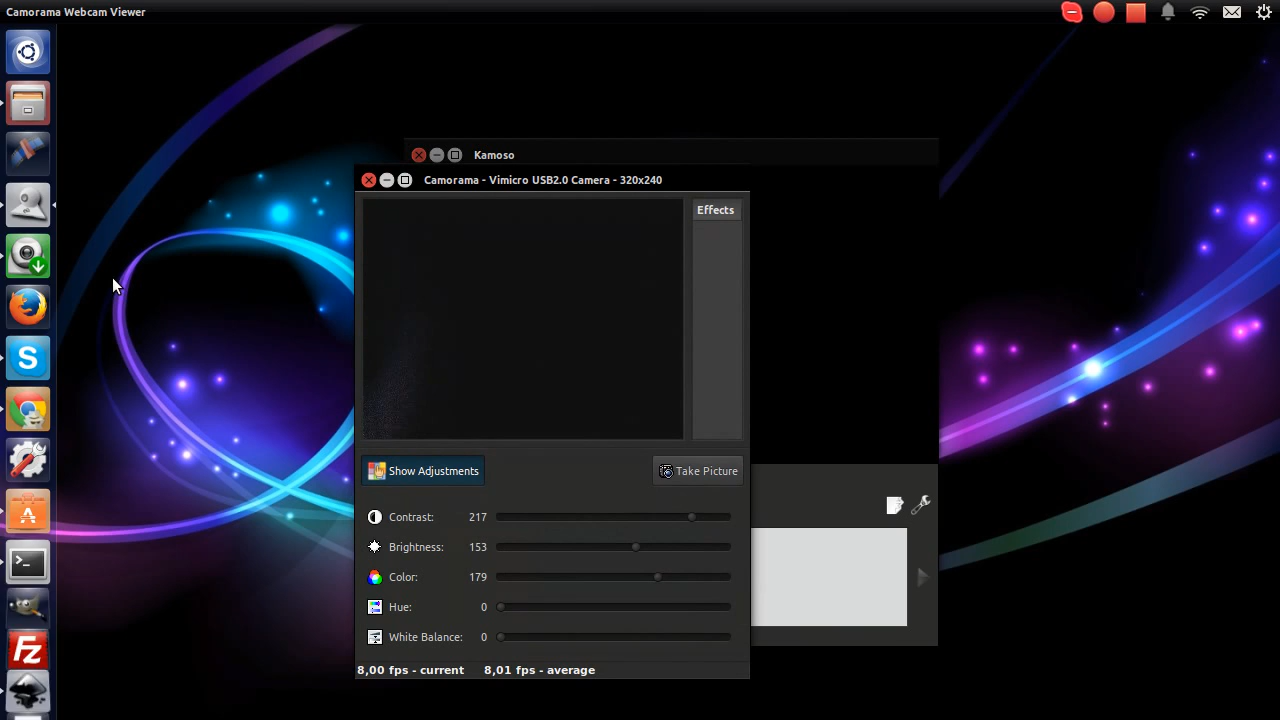 Camorama Webcam Viewer
Kamoso
Camorama - Vimicro USB2.0 Camera - 320x240
Effects
Show Adjustments
Take Picture
Contrast: 217
Brightness: 153
Color: 179
Hue: 0
White Balance: 0
8,00 fps - current 8,01 fps - average